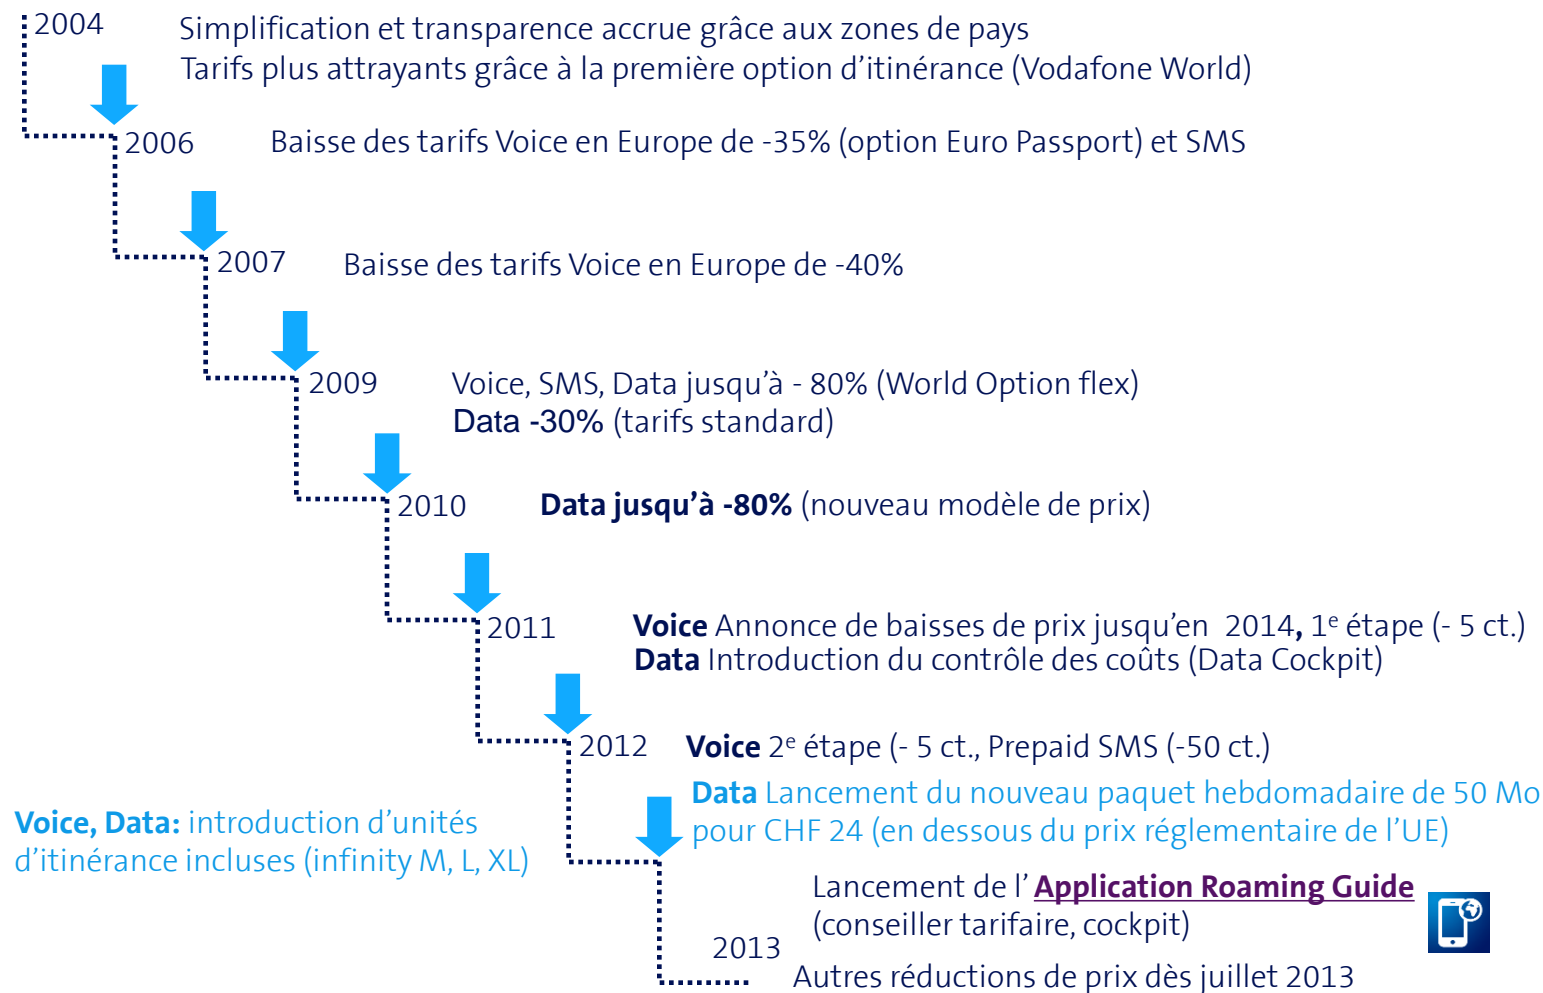 2004 Simplification et transparence accrue grâce aux zones de pays
Tarifs plus attrayants grâce à la première option d’itinérance (Vodafone World)
2006 Baisse des tarifs Voice en Europe de -35% (option Euro Passport) et SMS
2007 Baisse des tarifs Voice en Europe de -40%
2009 Voice, SMS, Data jusqu’à - 80% (World Option flex)
Data -30% (tarifs standard)
2010 Data jusqu’à -80% (nouveau modèle de prix)
2011 Voice Annonce de baisses de prix jusqu’en 2014, 1e étape (- 5 ct.)
Data Introduction du contrôle des coûts (Data Cockpit)
2012 Voice 2e étape (- 5 ct., Prepaid SMS (-50 ct.)
Data Lancement du nouveau paquet hebdomadaire de 50 Mo
pour CHF 24 (en dessous du prix réglementaire de l’UE)
Voice, Data: introduction d’unités
d’itinérance incluses (infinity M, L, XL)
Lancement de l’ Application Roaming Guide
(conseiller tarifaire, cockpit)
2013
Autres réductions de prix dès juillet 2013